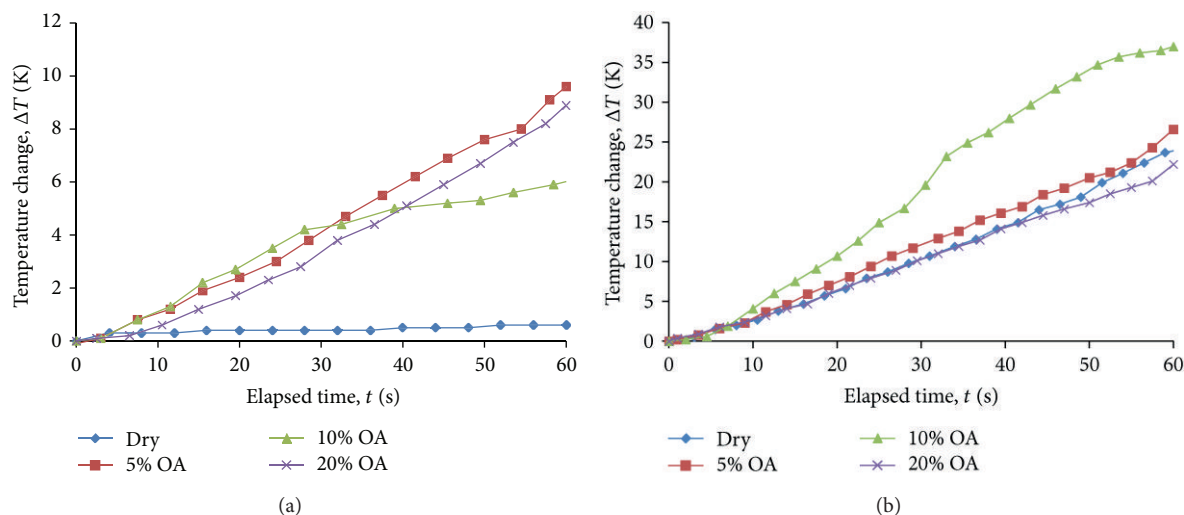 12
10
8
6
4
2
0
Temperature change, ΔT (K)
0 10 20 30 40 50 60
Elapsed time, t (s)
Dry
5% OA
10% OA
20% OA
(a)
40
35
30
25
20
15
10
5
0
Temperature change, ΔT (K)
0 10 20 30 40 50 60
Elapsed time, t (s)
Dry
5% OA
10% OA
20% OA
(b)